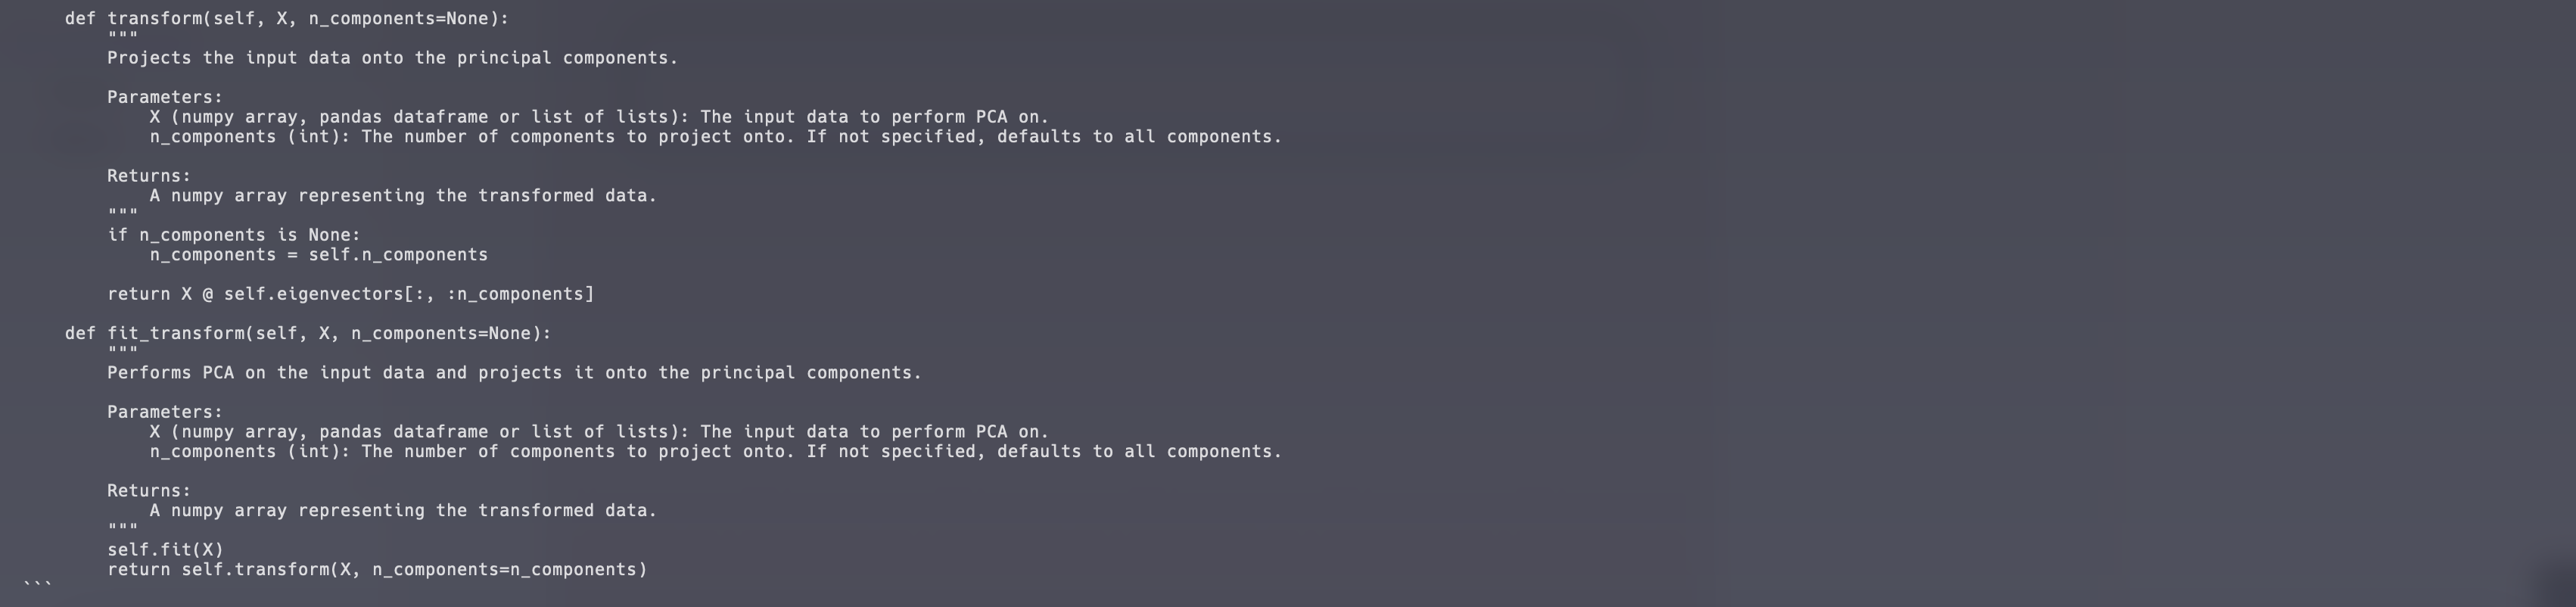 def transform(self, X, n_components=None):
        """
        Projects the input data onto the principal components.

        Parameters:
            X (numpy array, pandas dataframe or list of lists): The input data to perform PCA on.
            n_components (int): The number of components to project onto. If not specified, defaults to all components.

        Returns:
            A numpy array representing the transformed data.
        """
        if n_components is None:
            n_components = self.n_components

        return X @ self.eigenvectors[:, :n_components]

    def fit_transform(self, X, n_components=None):
        """
        Performs PCA on the input data and projects it onto the principal components.

        Parameters:
            X (numpy array, pandas dataframe or list of lists): The input data to perform PCA on.
            n_components (int): The number of components to project onto. If not specified, defaults to all components.

        Returns:
            A numpy array representing the transformed data.
        """
        self.fit(X)
        return self.transform(X, n_components=n_components)
```